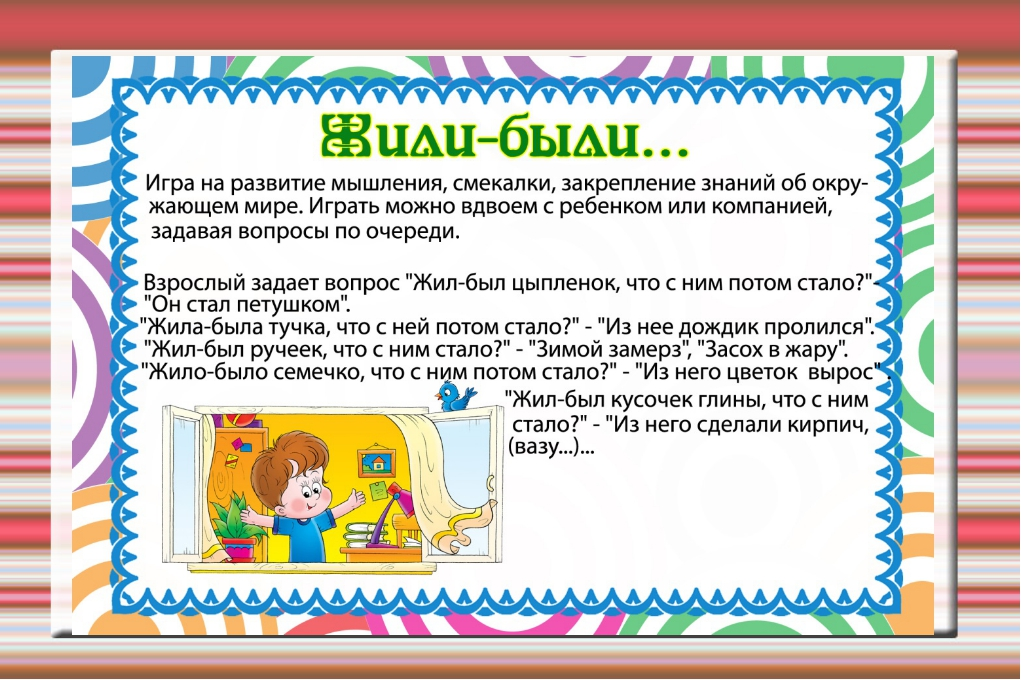 Жили-были...
Игра на развитие мышления, смекалки, закрепление знаний об окру-
жающем мире. Играть можно вдвоем с ребенком или компанией,
задавая вопросы по очереди.
Взрослый задает вопрос "Жил-был цыпленок, что с ним потом стало?"-
"Он стал петушком".
"Жила-была тучка, что с ней потом стало?" - "Из нее дождик пролился".
"Жил-был ручеек, что с ним стало?" - "Зимой замерз", "Засох в жару".
"Жило-было семечко, что с ним потом стало?" - "Из него цветок вырос".
"Жил-был кусочек глины, что с ним
стало?" - "Из него сделали кирпич,
(вазу...)...